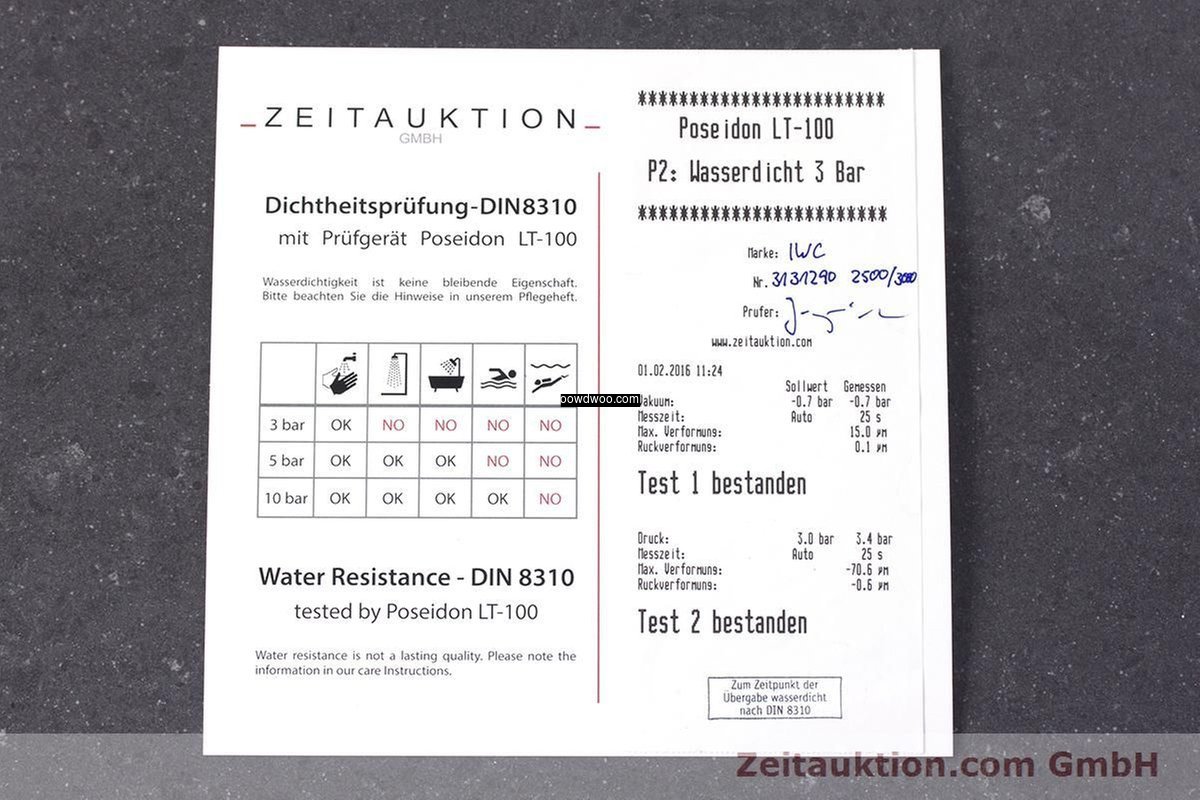 ZEITAUKTION
GMBH
Dichtheitsprüfung-DIN8310
mit Prüfgerät Poseidon LT-100
Wasserdichtigkeit ist keine bleibende Eigenschaft.
Bitte beachten Sie die Hinweise in unserem Pflegeheft.
3 bar OK NO NO NO NO
5 bar OK OK OK NO NO
10 bar OK OK OK OK NO
Water Resistance - DIN 8310
tested by Poseidon LT-100
Water resistance is not a lasting quality. Please note the
information in our care Instructions.
************************
Poseidon LT-100
P2: Wasserdicht 3 Bar
************************
Marke: IWC
Nr. 3131290 2500/3000
Prufer:
www.zeitauktion.com
01.02.2016 11:24
Sollwert Gemessen
akuum: -0.7 bar -0.7 bar
Messzeit: Auto 25 s
Max. Verformung: 15.0 µm
Ruckverformung: 0.1 µm
Test 1 bestanden
Druck: 3.0 bar 3.4 bar
Messzeit: Auto 25 s
Max. Verformung: -70.6 µm
Ruckverformung: -0.6 µm
Test 2 bestanden
Zum Zeitpunkt der
Übergabe wasserdicht
nach DIN 8310
powdwoo.com
Zeitauktion.com GmbH